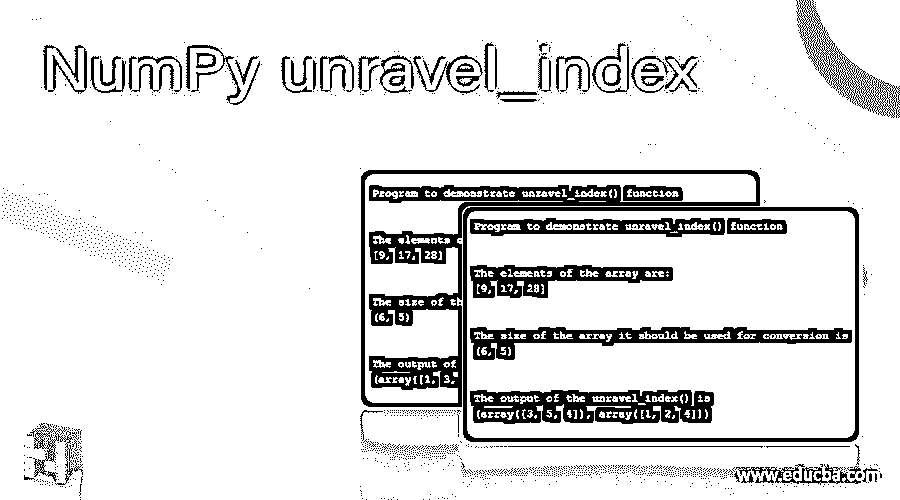 NumPy unravel_index
Program to demonstrate unravel_index() function
The elements
[9, 17, 28]
The size of th
(6, 5)
The output of
(array([1, 3,
Program to demonstrate unravel_index() function
The elements of the array are:
[9, 17, 28]
The size of the array it should be used for conversion is
(6, 5)
The output of the unravel_index() is
(array([3, 5, 4]), array([1, 2, 4]))
www.educba.com